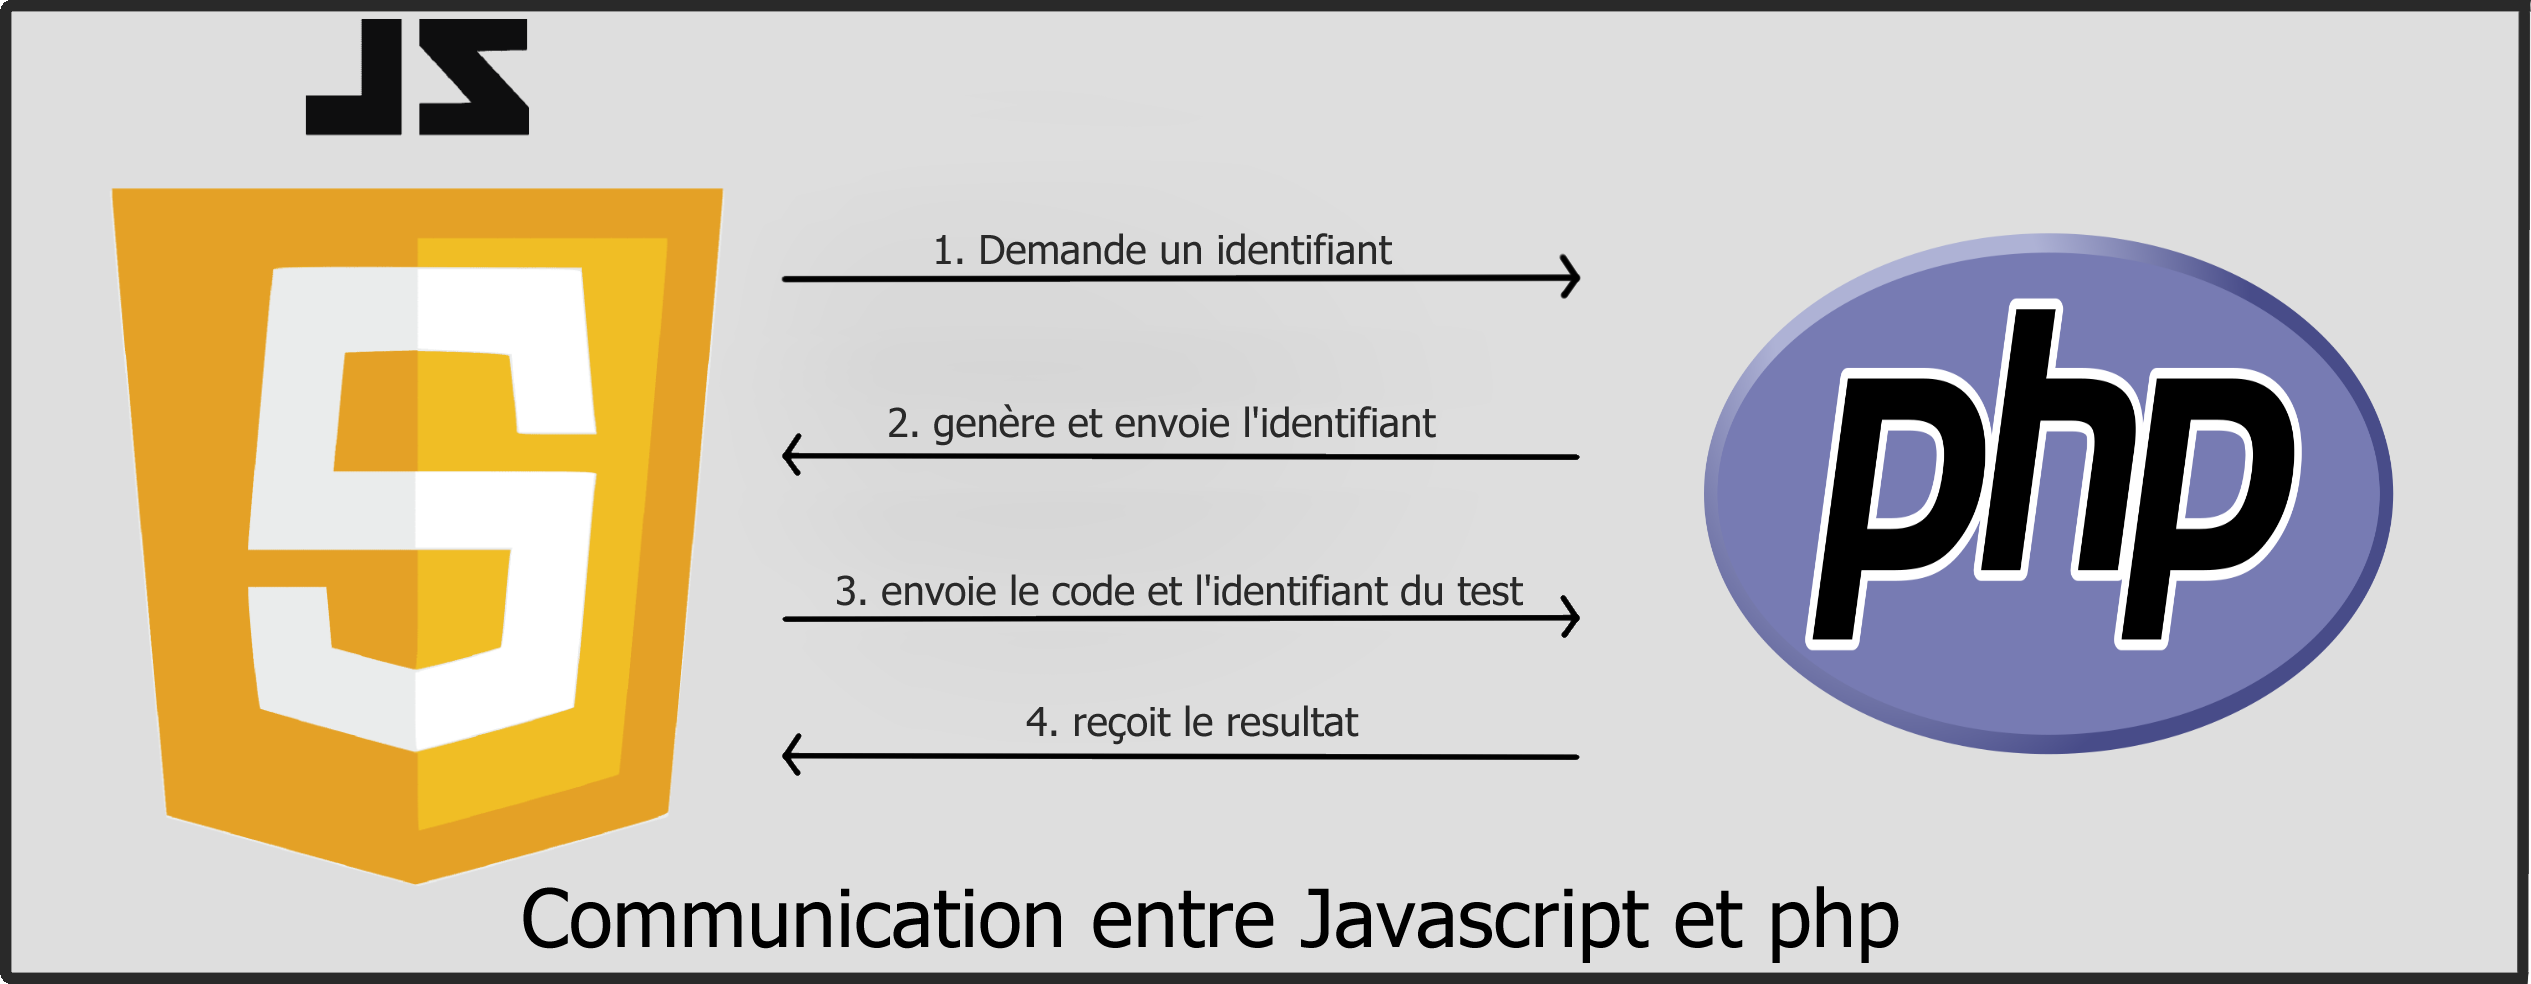 JS
1. Demande un identifiant
2. genère et envoie l'identifiant
3. envoie le code et l'identifiant du test
4. reçoit le resultat
php
Communication entre Javascript et php